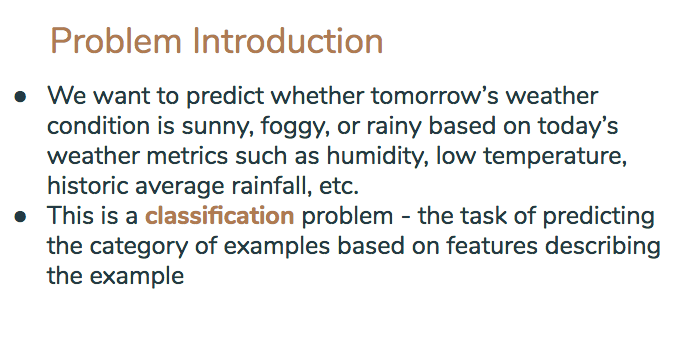 Problem Introduction
● We want to predict whether tomorrow’s weather
condition is sunny, foggy, or rainy based on today’s
weather metrics such as humidity, low temperature,
historic average rainfall, etc.
● This is a classification problem - the task of predicting
the category of examples based on features describing
the example